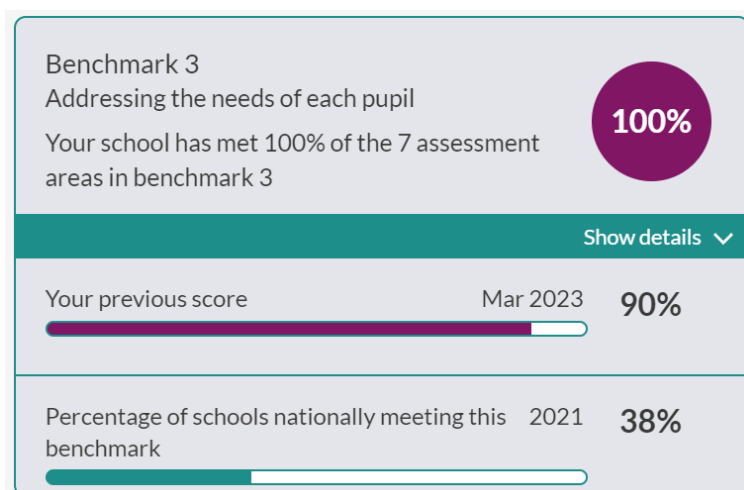 Benchmark 3
Addressing the needs of each pupil
Your school has met 100% of the 7 assessment
areas in benchmark 3
100%
Show details
Your previous score Mar 2023 90%
Percentage of schools nationally meeting this 2021 38%
benchmark